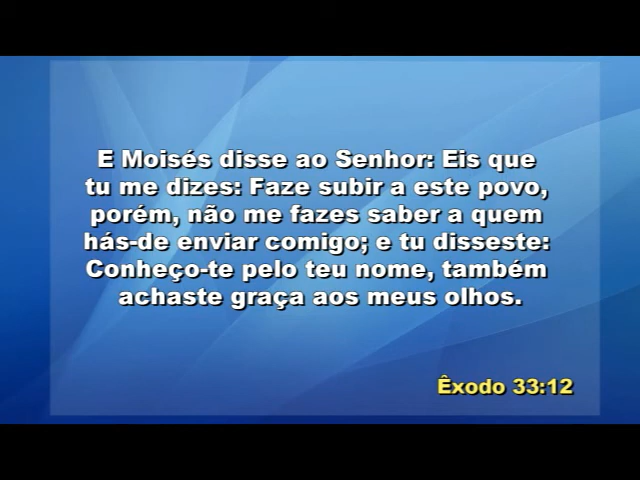 E Moisés disse ao Senhor: Eis que
tu me dizes: Faze subir a este povo,
porém, não me fazes saber a quem
hás-de enviar comigo; e tu disseste:
Conheço-te pelo teu nome, também
achaste graça aos meus olhos.
Êxodo 33:12